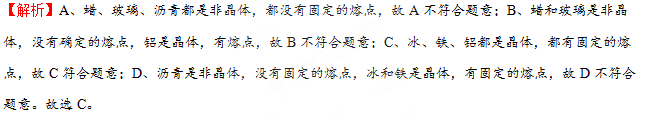 【解析】A、蜡、玻璃、沥青都是非晶体，都没有固定的熔点，故 A 不符合题意；B、蜡和玻璃是非晶
体，没有确定的熔点，铝是晶体，有熔点，故 B 不符合题意；C、冰、铁、铝都是晶体，都有固定的熔
点，故 C 符合题意；D、沥青是非晶体，没有固定的熔点，冰和铁是晶体，有固定的熔点，故 D 不符合
题意。故选 C。